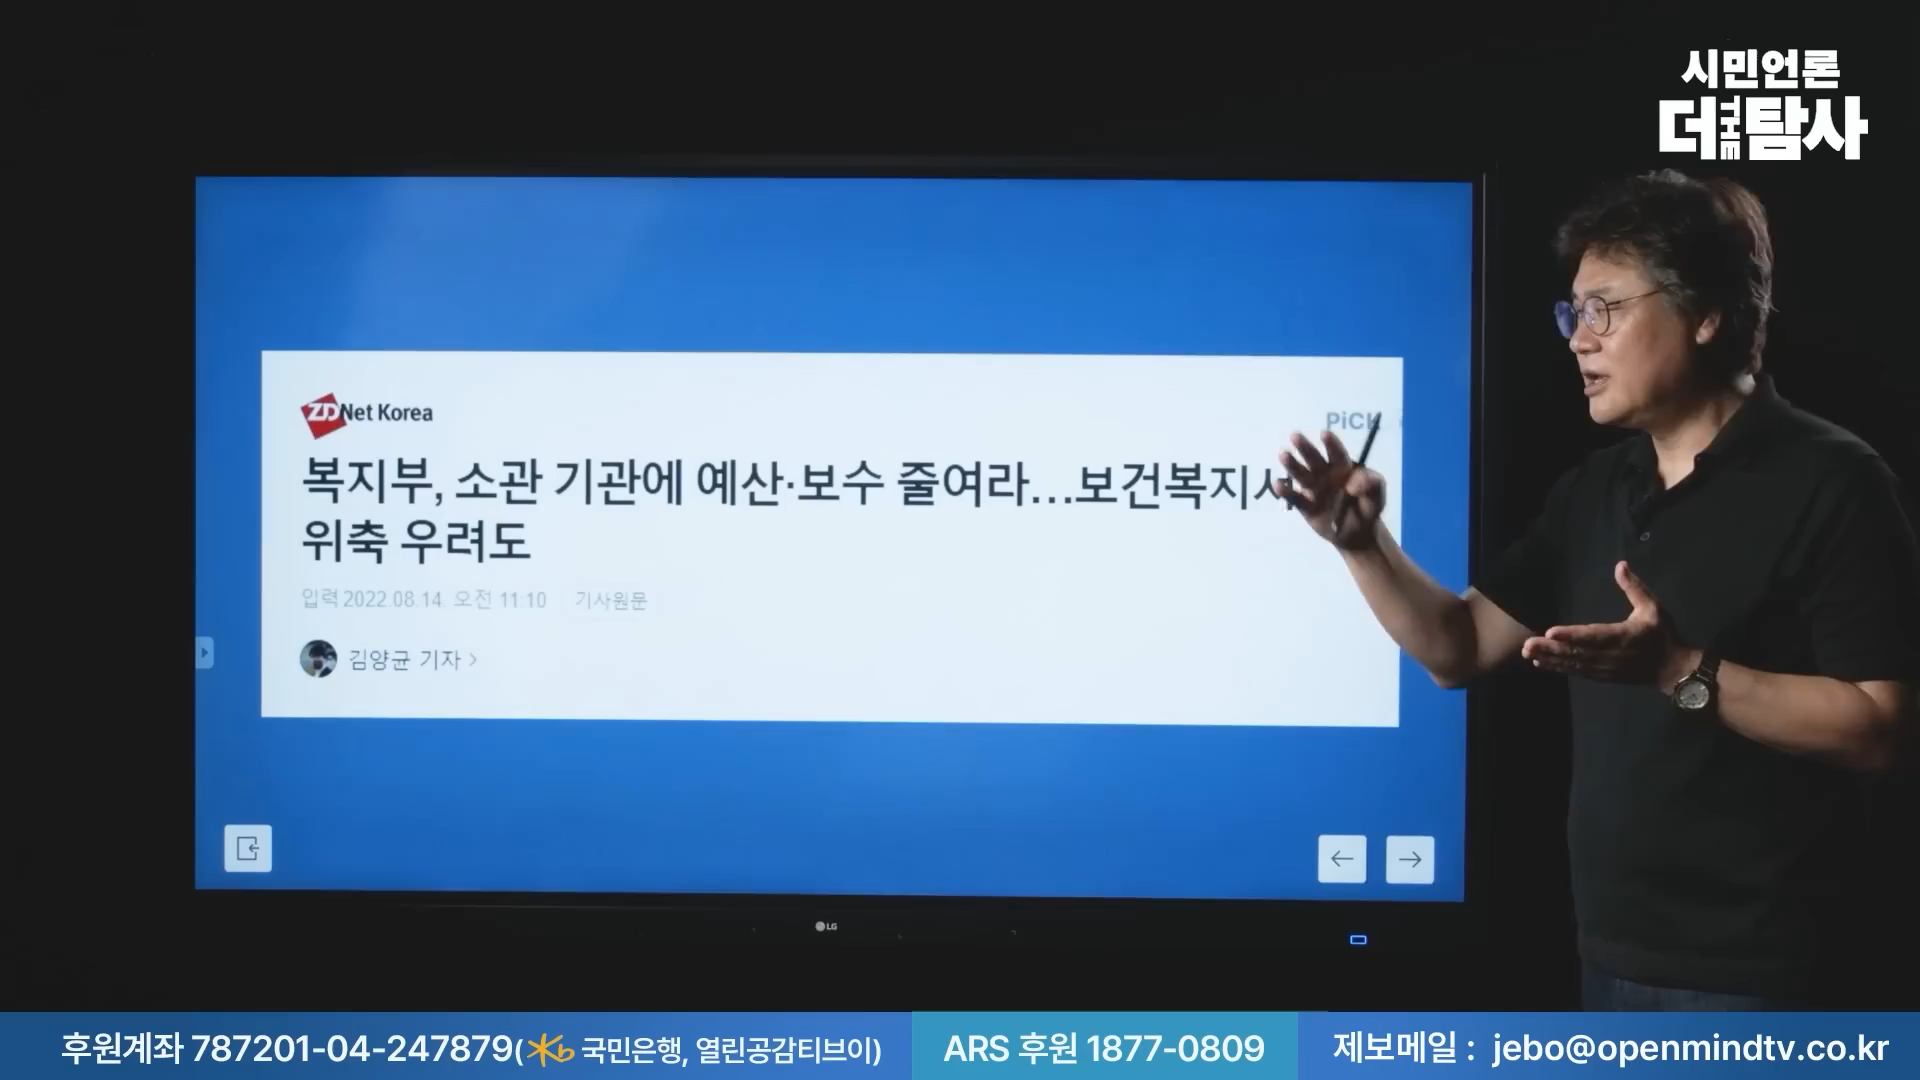 시민언론
더탐사
ZDNet Korea
PiCK
복지부, 소관 기관에 예산·보수 줄여라...보건복지서
위축 우려도
입력 2022.08.14. 오전 11:10 기사원문
김양균 기자 >
LG
후원계좌 787201-04-247879( Kb 국민은행, 열린공감티브이)
ARS 후원 1877-0809
제보메일 : jebo@openmindtv.co.kr